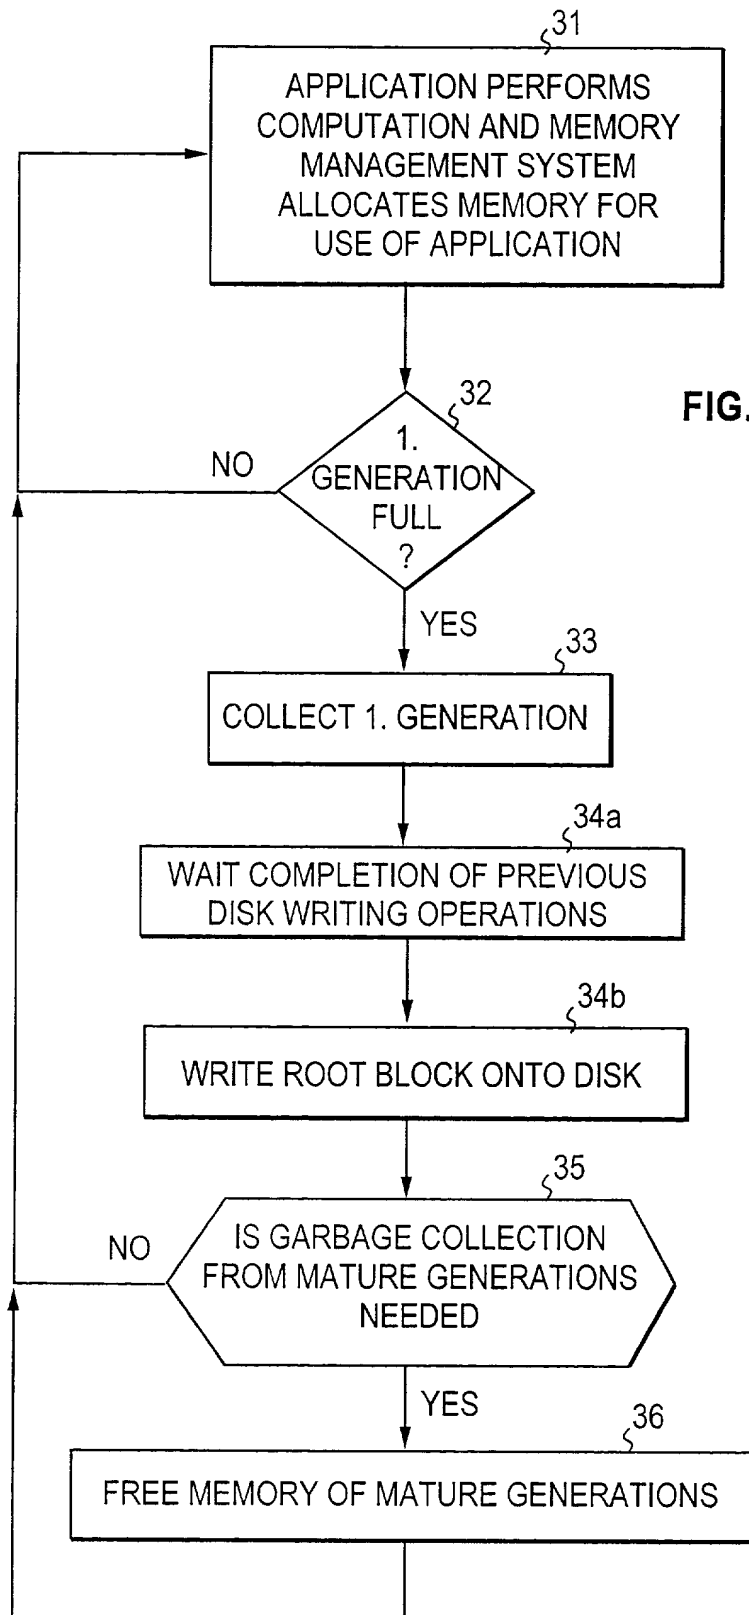 31
APPLICATION PERFORMS
COMPUTATION AND MEMORY
MANAGEMENT SYSTEM
ALLOCATES MEMORY FOR
USE OF APPLICATION
FIG.
32
1.
GENERATION
FULL
?
NO
YES
33
COLLECT 1. GENERATION
34a
WAIT COMPLETION OF PREVIOUS
DISK WRITING OPERATIONS
34b
WRITE ROOT BLOCK ONTO DISK
35
IS GARBAGE COLLECTION
FROM MATURE GENERATIONS
NEEDED
NO
YES
36
FREE MEMORY OF MATURE GENERATIONS